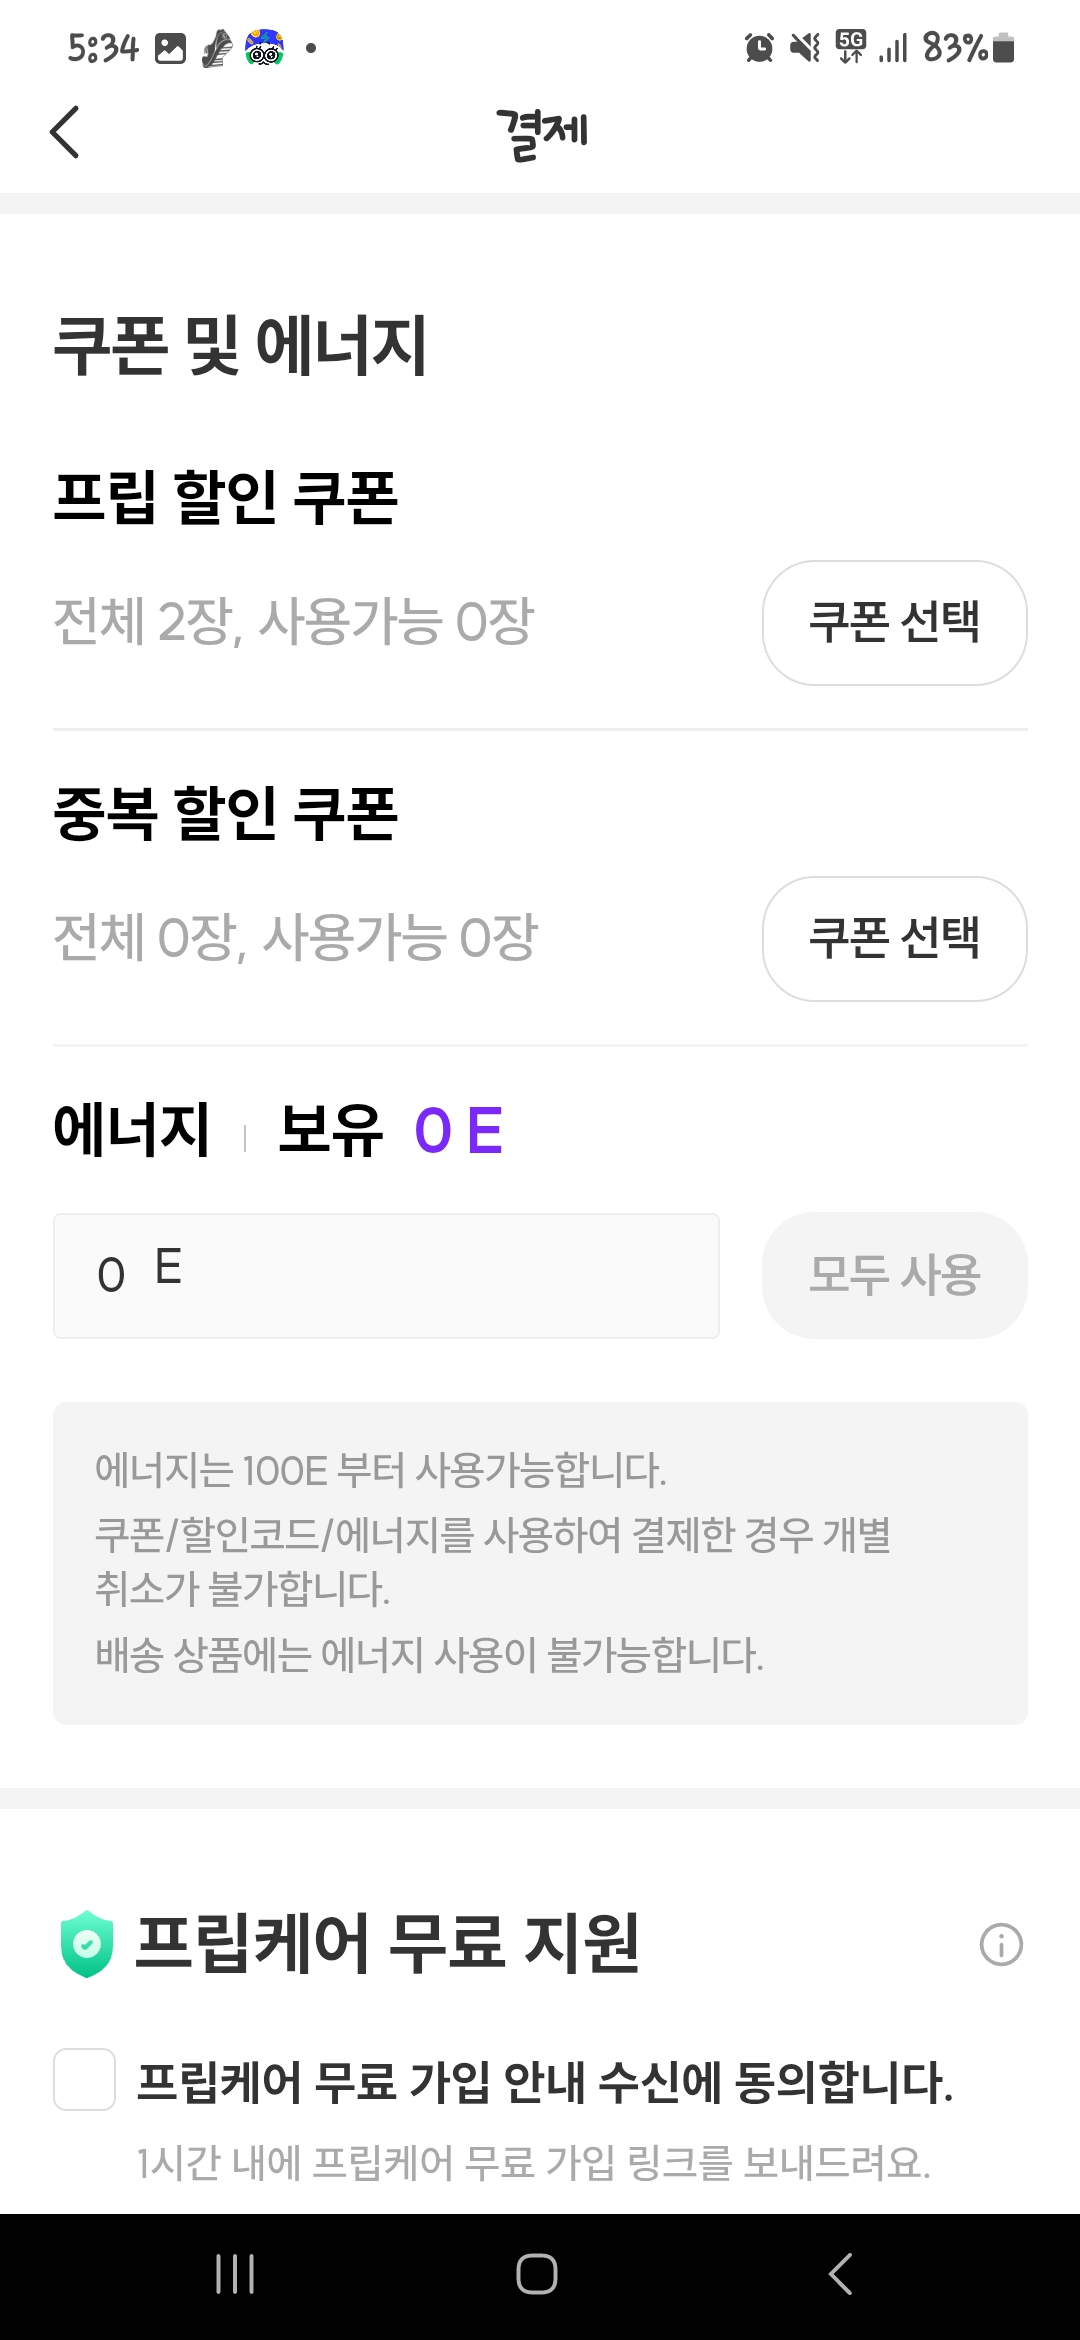 5:34 5G 83%
결제
쿠폰 및 에너지
프립 할인 쿠폰
전체 2장, 사용가능 0장 쿠폰 선택
중복 할인 쿠폰
전체 0장, 사용가능 0장 쿠폰 선택
에너지 보유 0 E
0 E 모두 사용
에너지는 100E 부터 사용가능합니다.
쿠폰/할인코드/에너지를 사용하여 결제한 경우 개별
취소가 불가합니다.
배송 상품에는 에너지 사용이 불가능합니다.
프립케어 무료 지원
프립케어 무료 가입 안내 수신에 동의합니다.
1시간 내에 프립케어 무료 가입 링크를 보내드려요.